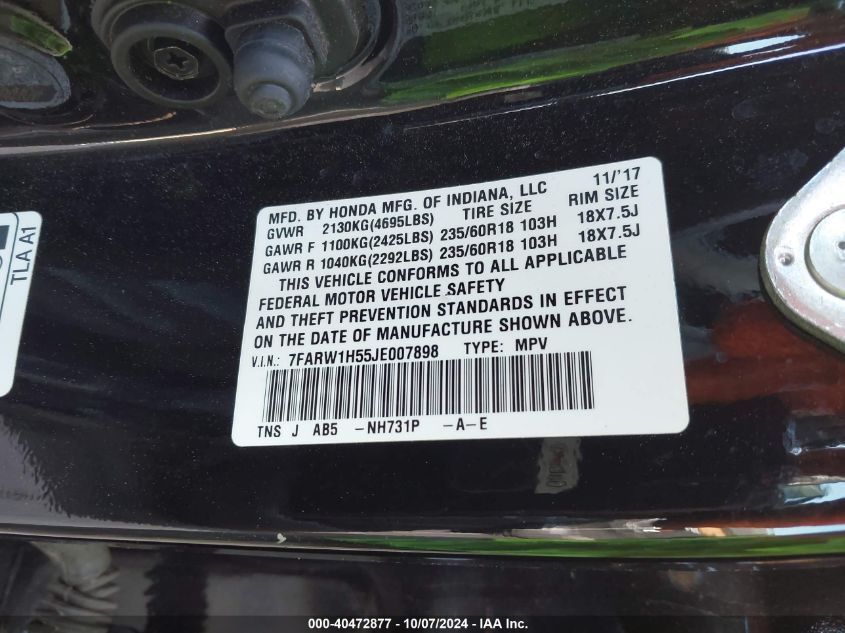 MFD. BY HONDA MFG. OF INDIANA, LLC 11/'17
GVWR 2130KG(4695LBS) TIRE SIZE RIM SIZE
GAWR F 1100KG(2425LBS) 235/60R18 103H 18X7.5J
GAWR R 1040KG(2292LBS) 235/60R18 103H 18X7.5J
THIS VEHICLE CONFORMS TO ALL APPLICABLE
FEDERAL MOTOR VEHICLE SAFETY
AND THEFT PREVENTION STANDARDS IN EFFECT
ON THE DATE OF MANUFACTURE SHOWN ABOVE.
V.I.N.: 7FARW1H55JE007898 TYPE: MPV
TNS J AB5 -NH731P -A-E
TLA A1
000-40472877 - 10/07/2024 - IAAI, Inc.